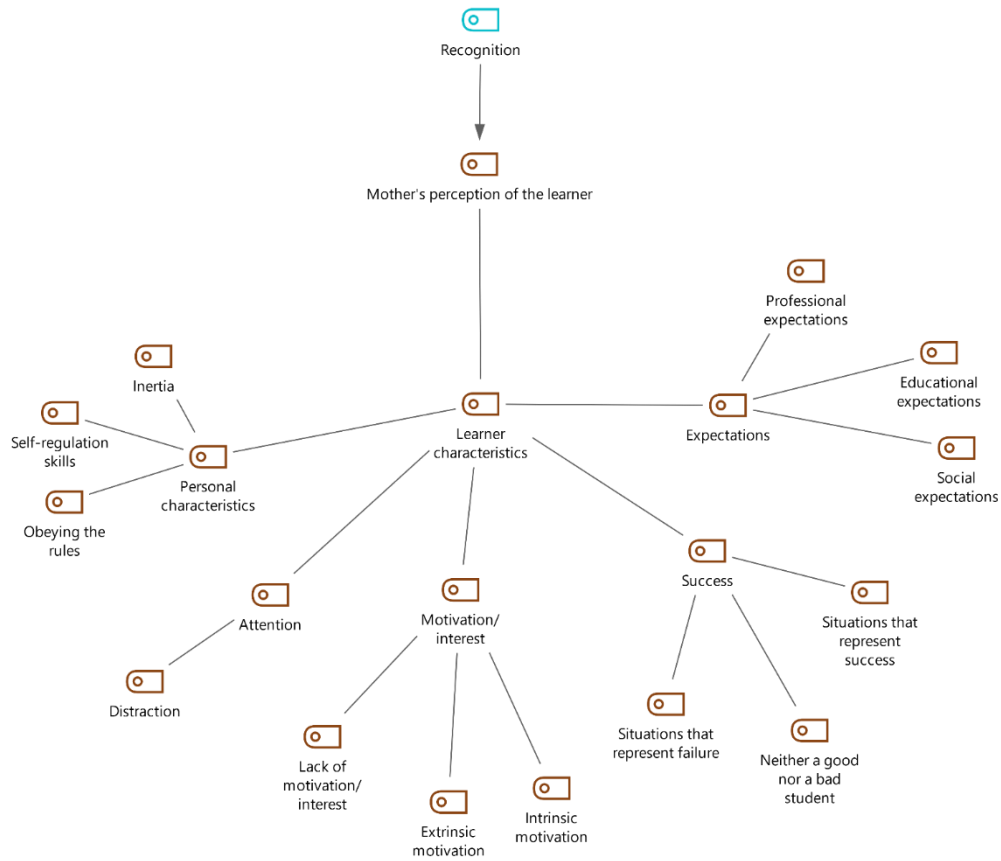 Recognition
Mother's perception of the learner
Professional
expectations
Inertia
Educational
expectations
Self-regulation
skills
Learner
characteristics
Expectations
Personal
characteristics
Social
expectations
Obeying the
rules
Attention
Motivation/
interest
Success
Situations that
represent
success
Distraction
Lack of
motivation/
interest
Situations that
represent failure
Neither a good
nor a bad
student
Extrinsic
motivation
Intrinsic
motivation